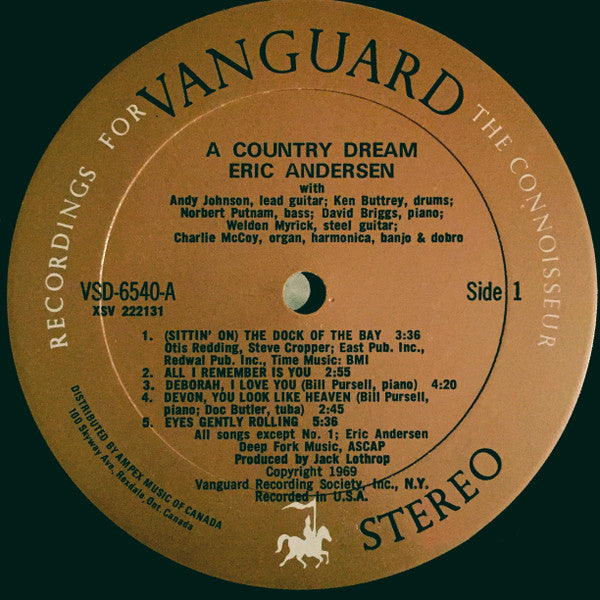 RECORDINGS FOR VANGUARD THE CONNOISSEUR
A COUNTRY DREAM
ERIC ANDERSEN
with
Andy Johnson, lead guitar; Ken Buttrey, drums;
Norbert Putnam, bass; David Briggs, piano;
Weldon Myrick, steel guitar;
Charlie McCoy, organ, harmonica, banjo & dobro
VSD-6540-A
XSV 222131
Side 1
1. (SITTIN' ON) THE DOCK OF THE BAY 3:36
Otis Redding, Steve Cropper; East Pub. Inc.,
Redwal Pub. Inc., Time Music: BMI
2. ALL I REMEMBER IS YOU 2:55
3. DEBORAH, I LOVE YOU (Bill Pursell, piano) 4:20
4. DEVON, YOU LOOK LIKE HEAVEN (Bill Pursell,
piano; Doc Butler, tuba) 2:45
5. EYES GENTLY ROLLING 5:36
All songs except No. 1; Eric Andersen
Deep Fork Music, ASCAP
Produced by Jack Lothrop
Copyright 1969
Vanguard Recording Society, Inc., N.Y.
Recorded in U.S.A.
DISTRIBUTED BY AMPEX MUSIC OF CANADA
100 Skyway Ave, Rexdale, Ont. Canada
STEREO